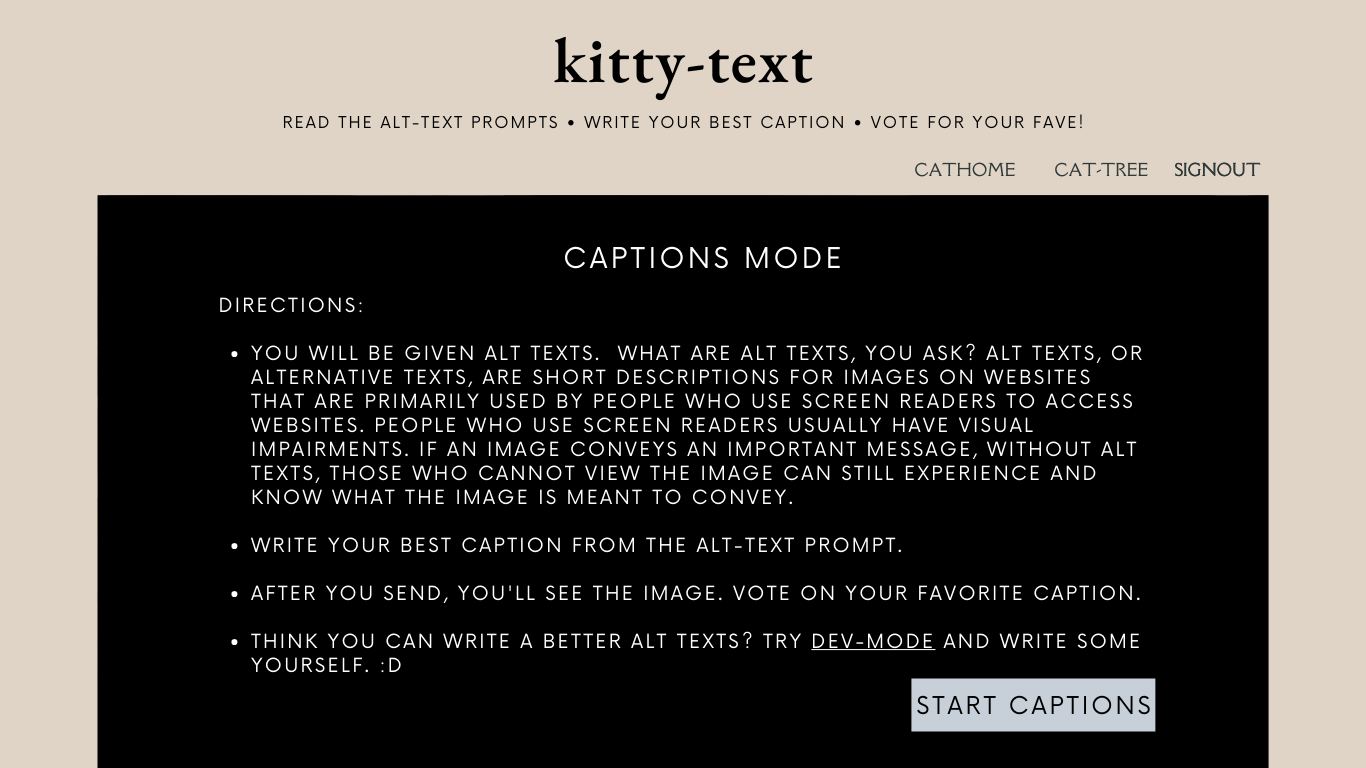 kitty-text
READ THE ALT-TEXT PROMPTS • WRITE YOUR BEST CAPTION • VOTE FOR YOUR FAVE!
CATHOME CAT-TREE SIGNOUT
CAPTIONS MODE
DIRECTIONS:
• YOU WILL BE GIVEN ALT TEXTS.  WHAT ARE ALT TEXTS, YOU ASK? ALT TEXTS, OR
ALTERNATIVE TEXTS, ARE SHORT DESCRIPTIONS FOR IMAGES ON WEBSITES
THAT ARE PRIMARILY USED BY PEOPLE WHO USE SCREEN READERS TO ACCESS
WEBSITES. PEOPLE WHO USE SCREEN READERS USUALLY HAVE VISUAL
IMPAIRMENTS. IF AN IMAGE CONVEYS AN IMPORTANT MESSAGE, WITHOUT ALT
TEXTS, THOSE WHO CANNOT VIEW THE IMAGE CAN STILL EXPERIENCE AND
KNOW WHAT THE IMAGE IS MEANT TO CONVEY.
• WRITE YOUR BEST CAPTION FROM THE ALT-TEXT PROMPT.
• AFTER YOU SEND, YOU'LL SEE THE IMAGE. VOTE ON YOUR FAVORITE CAPTION.
• THINK YOU CAN WRITE A BETTER ALT TEXTS? TRY DEV-MODE AND WRITE SOME
YOURSELF. :D
START CAPTIONS